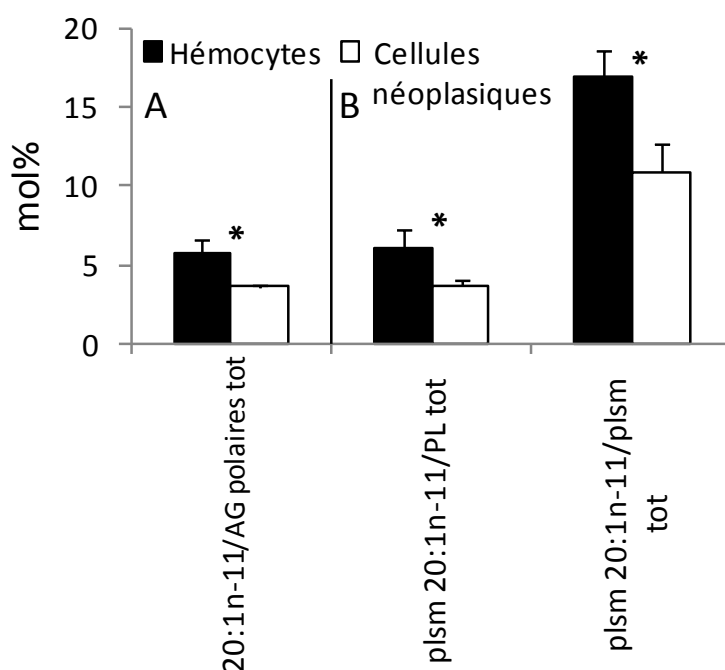 20
15
10
5
0
mol%
Hémocytes
Cellules
néoplasiques
A
B
*
*
*
20:1n-11/AG polaires tot
plsm 20:1n-11/PL tot
plsm 20:1n-11/plsm
tot